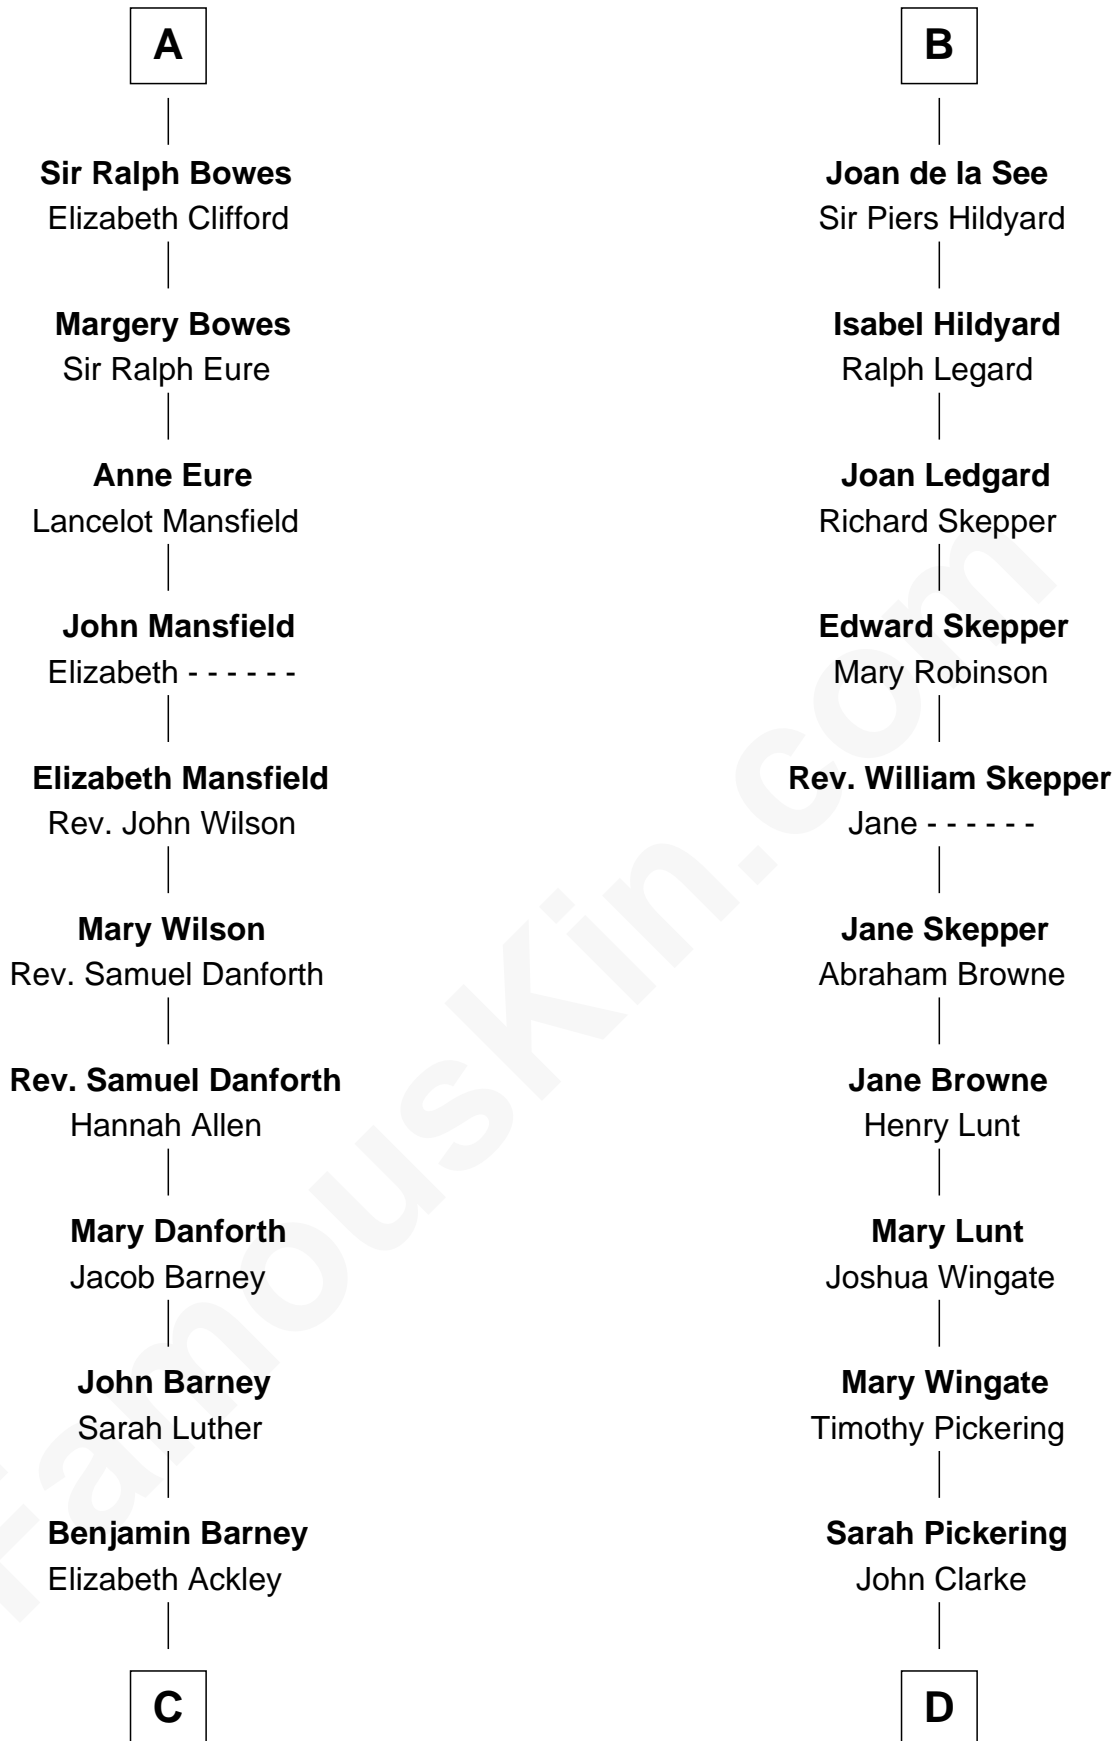 A
Sir Ralph Bowes
Elizabeth Clifford
Margery Bowes
Sir Ralph Eure
Anne Eure
Lancelot Mansfield
John Mansfield
Elizabeth - - - - - -
Elizabeth Mansfield
Rev. John Wilson
Mary Wilson
Rev. Samuel Danforth
Rev. Samuel Danforth
Hannah Allen
Mary Danforth
Jacob Barney
John Barney
Sarah Luther
Benjamin Barney
Elizabeth Ackley
C
B
Joan de la See
Sir Piers Hildyard
Isabel Hildyard
Ralph Legard
Joan Ledgard
Richard Skepper
Edward Skepper
Mary Robinson
Rev. William Skepper
Jane - - - - - -
Jane Skepper
Abraham Browne
Jane Browne
Henry Lunt
Mary Lunt
Joshua Wingate
Mary Wingate
Timothy Pickering
Sarah Pickering
John Clarke
D
FamousKin.com